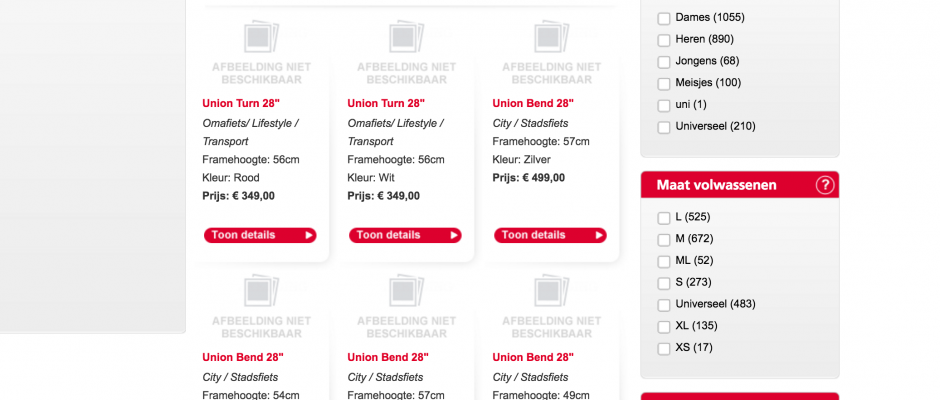 AFBEELDING NIET
BESCHIKBAAR
Union Turn 28"
Omafiets/ Lifestyle /
Transport
Framehoogte: 56cm
Kleur: Rood
Prijs: € 349,00
Toon details
AFBEELDING NIET
BESCHIKBAAR
Union Turn 28"
Omafiets/ Lifestyle /
Transport
Framehoogte: 56cm
Kleur: Wit
Prijs: € 349,00
Toon details
AFBEELDING NIET
BESCHIKBAAR
Union Bend 28"
City / Stadsfiets
Framehoogte: 57cm
Kleur: Zilver
Prijs: € 499,00
Toon details
AFBEELDING NIET
BESCHIKBAAR
Union Bend 28"
City / Stadsfiets
Framehoogte: 54cm
AFBEELDING NIET
BESCHIKBAAR
Union Bend 28"
City / Stadsfiets
Framehoogte: 57cm
AFBEELDING NIET
BESCHIKBAAR
Union Bend 28"
City / Stadsfiets
Framehoogte: 49cm
Dames (1055)
Heren (890)
Jongens (68)
Meisjes (100)
uni (1)
Universeel (210)
Maat volwassenen ?
L (525)
M (672)
ML (52)
S (273)
Universeel (483)
XL (135)
XS (17)